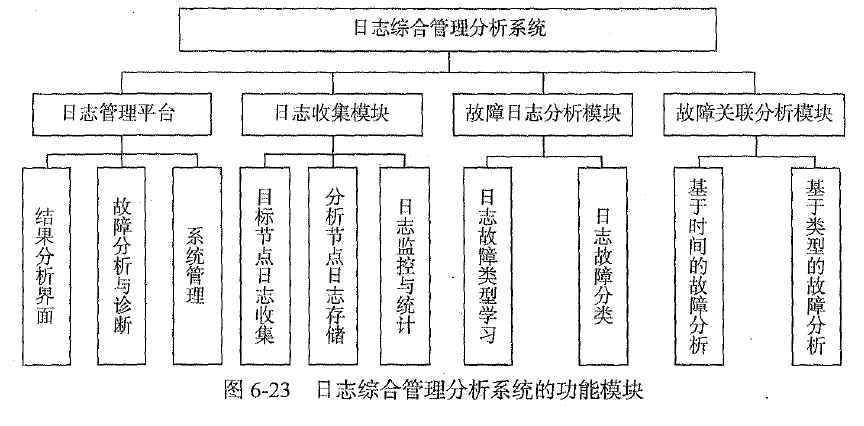 日志综合管理分析系统
日志管理平台
日志收集模块
故障日志分析模块
故障关联分析模块
结果分析界面
故障分析与诊断
系统管理
目标节点日志收集
分析节点日志存储
日志监控与统计
日志故障类型学习
日志故障分类
基于时间的故障分析
基于类型的故障分析
图 6-23 日志综合管理分析系统的功能模块